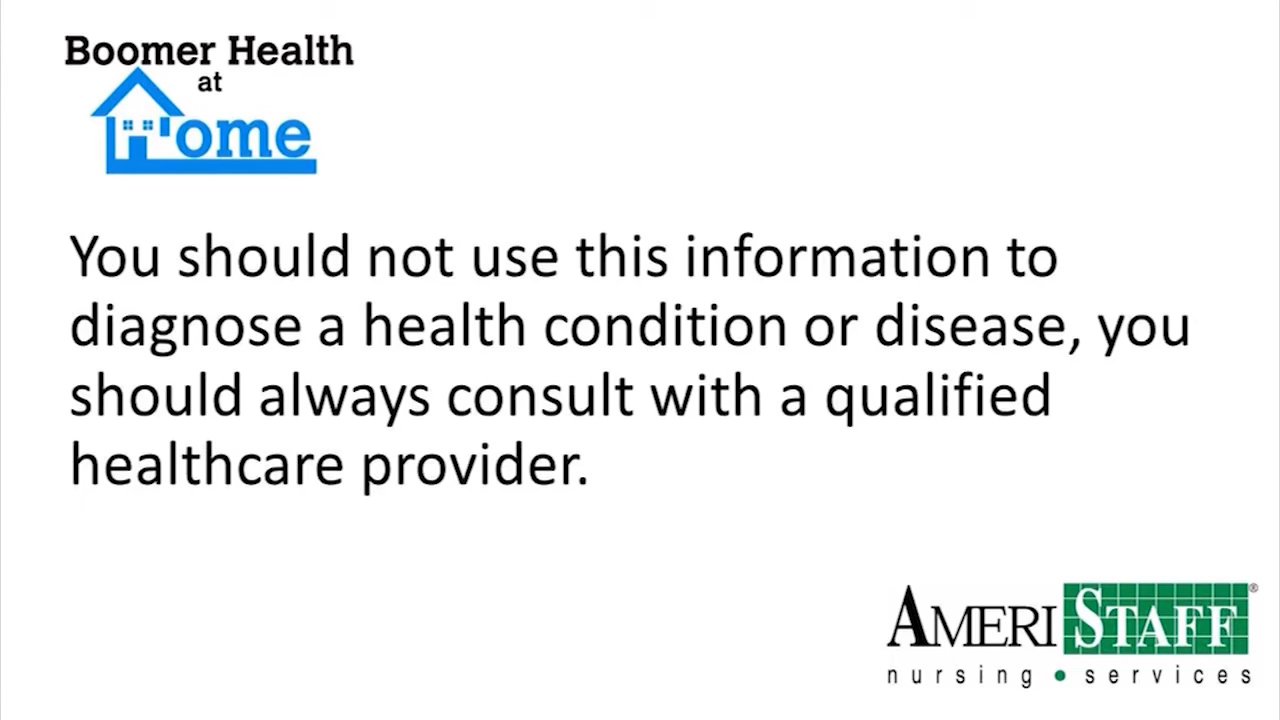 Boomer Health
at
Home
You should not use this information to
diagnose a health condition or disease, you
should always consult with a qualified
healthcare provider.
AMERISTAFF®
nursing • services